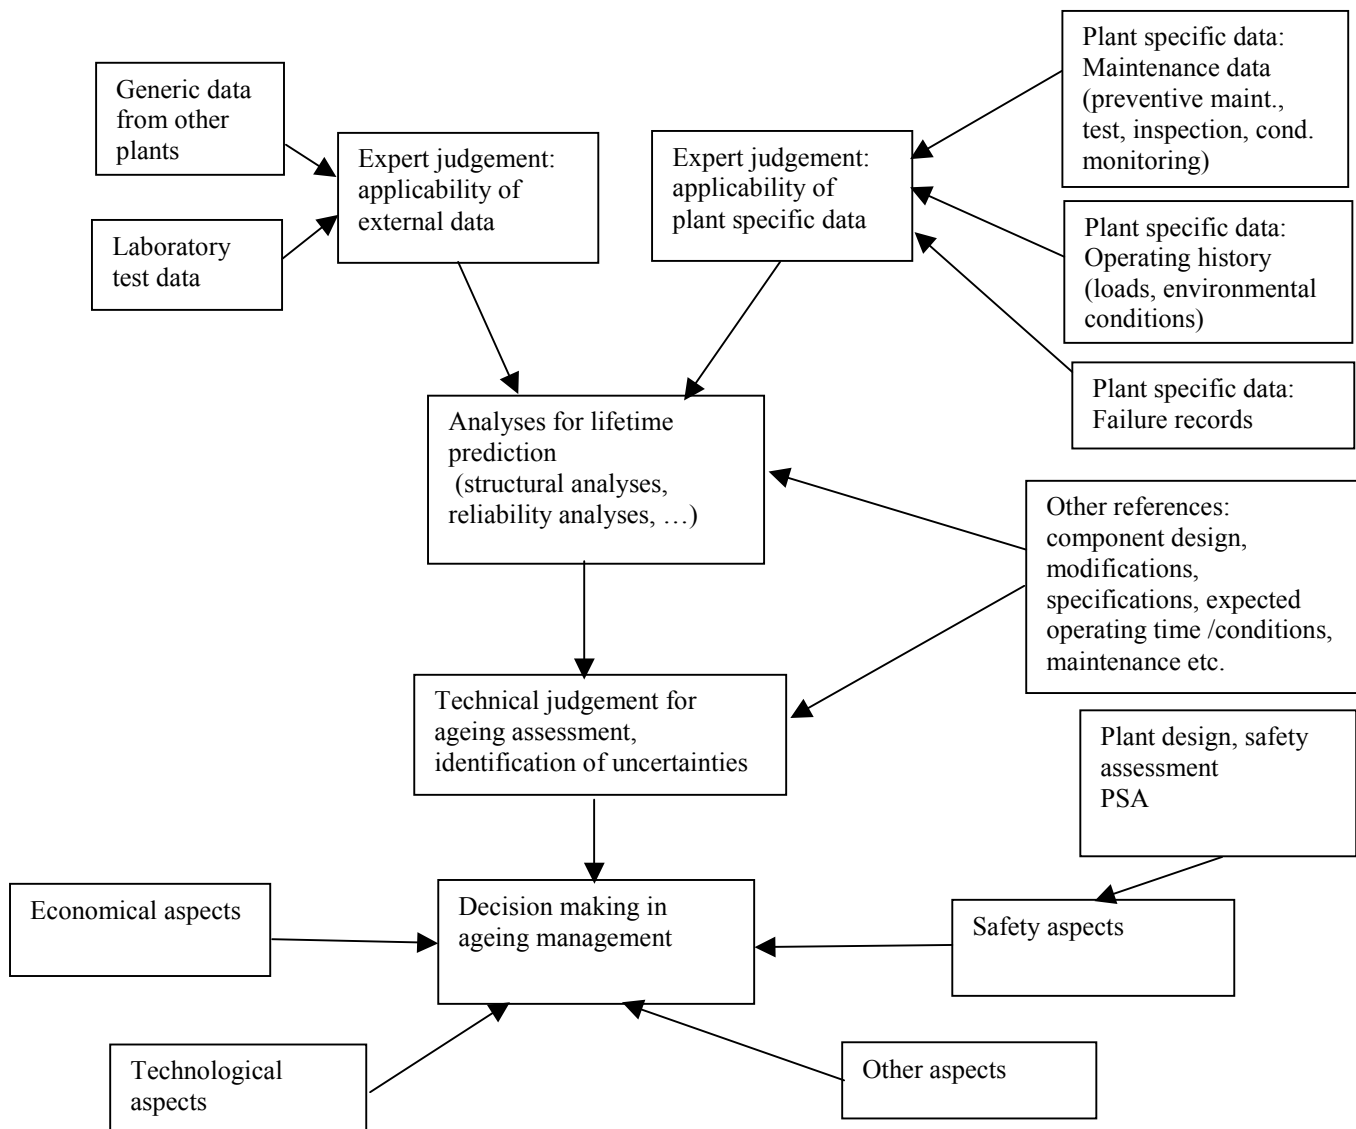 Plant specific data:
Maintenance data
(preventive maint.,
test, inspection, cond.
monitoring)
Generic data
from other
plants
Expert judgement:
applicability of
external data
Expert judgement:
applicability of
plant specific data
Laboratory
test data
Plant specific data:
Operating history
(loads, environmental
conditions)
Plant specific data:
Failure records
Analyses for lifetime
prediction
(structural analyses,
reliability analyses, …)
Other references:
component design,
modifications,
specifications, expected
operating time /conditions,
maintenance etc.
Technical judgement for
ageing assessment,
identification of uncertainties
Plant design, safety
assessment
PSA
Economical aspects
Decision making in
ageing management
Safety aspects
Technological
aspects
Other aspects